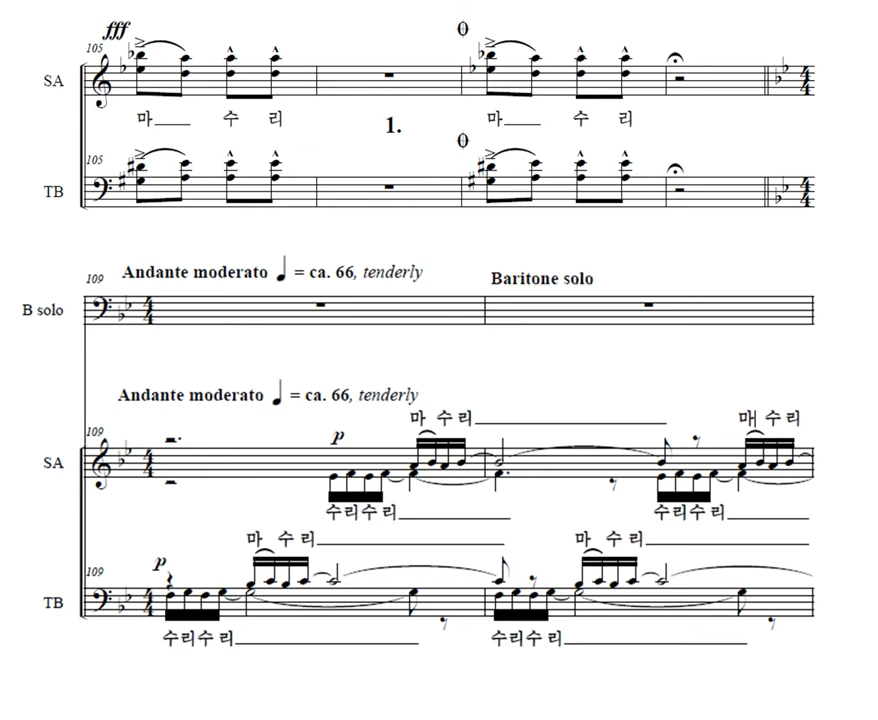 fff
105
SA
마 수 리 마 수 리
1.
105
TB
109 Andante moderato ♩ = ca. 66, tenderly Baritone solo
B solo
Andante moderato ♩ = ca. 66, tenderly
마 수 리 매 수 리
109
p
SA
수리수 리 수리수 리
마 수 리 마 수 리
p
109
TB
수리수 리 수리수 리